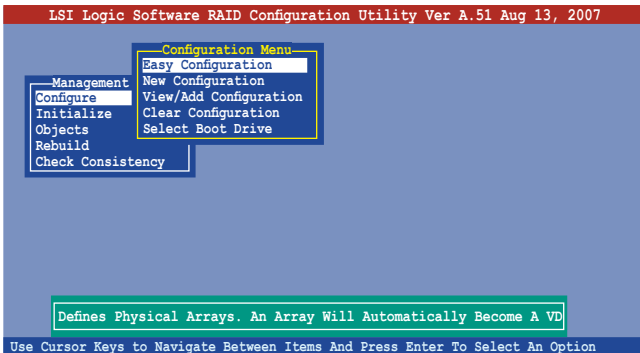 LSI Logic Software RAID Configuration Utility Ver A.51 Aug 13, 2007
Configuration Menu
Easy Configuration
New Configuration
View/Add Configuration
Clear Configuration
Select Boot Drive
Management
Configure
Initialize
Objects
Rebuild
Check Consistency
Defines Physical Arrays. An Array Will Automatically Become A VD
Use Cursor Keys to Navigate Between Items And Press Enter To Select An Option